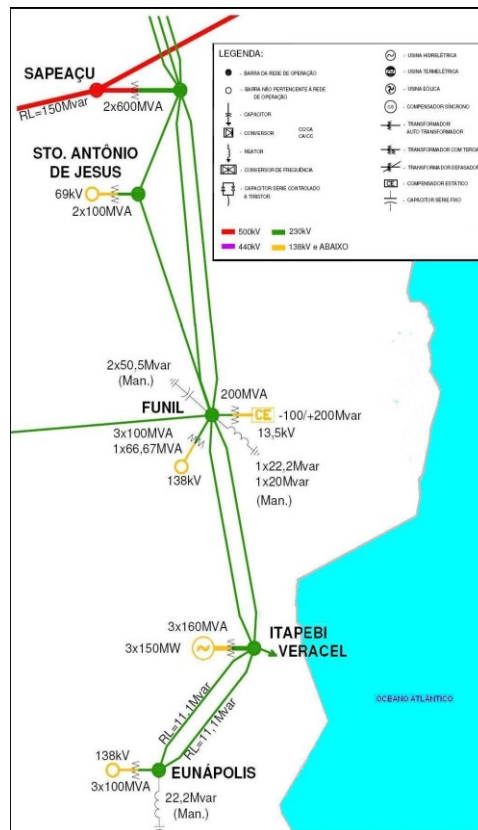 SAPEAÇU
RL=150Mvar
2x600MVA
STO. ANTÔNIO
DE JESUS
69kV
2x100MVA
LEGENDA:
- BARRA DA REDE DE OPERAÇÃO
- BARRA NÃO PERTENCENTE À REDE
DE OPERAÇÃO
- CAPACITOR
- CONVERSOR
CC/CA
CA/CC
- REATOR
- CONVERSOR DE FREQUÊNCIA
- CAPACITOR SÉRIE CONTROLADO
A TIRISTOR
- USINA HIDRELÉTRICA
- USINA TERMELÉTRICA
- USINA EÓLICA
CS
- COMPENSADOR SÍNCRONO
- TRANSFORMADOR
AUTO TRANSFORMADOR
- TRANSFORMADOR DEFASADOR
CE
- COMPENSADOR ESTÁTICO
- CAPACITOR SÉRIE FIXO
500kV
230kV
440kV
138kV e ABAIXO
2x50,5Mvar
(Man.)
FUNIL
200MVA
CE
-100/+200Mvar
13,5kV
3x100MVA
1x66,67MVA
138kV
1x22,2Mvar
1x20Mvar
(Man.)
3x160MVA
3x150MW
ITAPEBI
VERACEL
RL=11,1Mvar
RL=11,1Mvar
138kV
3x100MVA
EUNÁPOLIS
22,2Mvar
(Man.)
OCEANO ATLÂNTICO